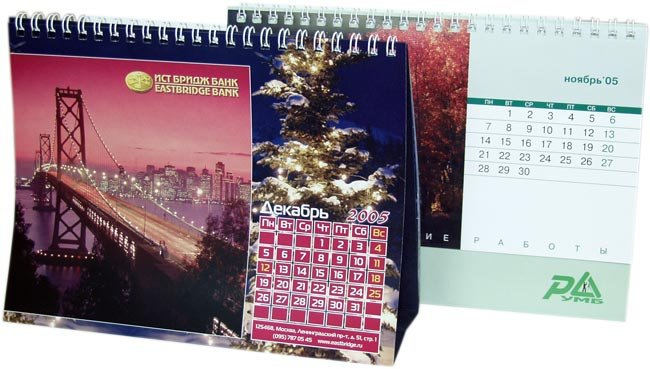 ИСТ БРИДЖ БАНК
EASTBRIDGE BANK
Декабрь 2005
Пн Вт Ср Чт Пт Сб Вс
1 2 3 4
5 6 7 8 9 10 11
12 13 14 15 16 17 18
19 20 21 22 23 24 25
26 27 28 29 30 31
125468, Москва, Ленинградский пр-т, д. 51, стр. 1
(095) 787 05 45 www.eastbridge.ru
ноябрь'05
ПН ВТ СР ЧТ ПТ СБ ВС
1 2 3 4 5 6
7 8 9 10 11 12 13
14 15 16 17 18 19 20
21 22 23 24 25 26 27
28 29 30
ИЕ РАБОТЫ
УМБ